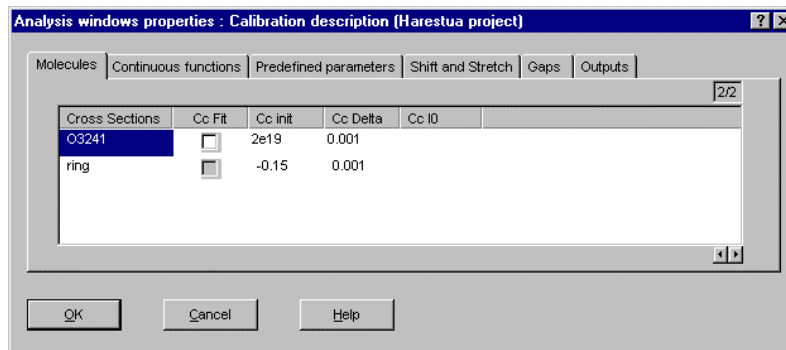 Analysis windows properties : Calibration description (Harestua project)
Molecules Continuous functions Predefined parameters Shift and Stretch Gaps Outputs
2/2
Cross Sections Cc Fit Cc init Cc Delta Cc I0
O3241 2e19 0.001
ring -0.15 0.001
OK Cancel Help